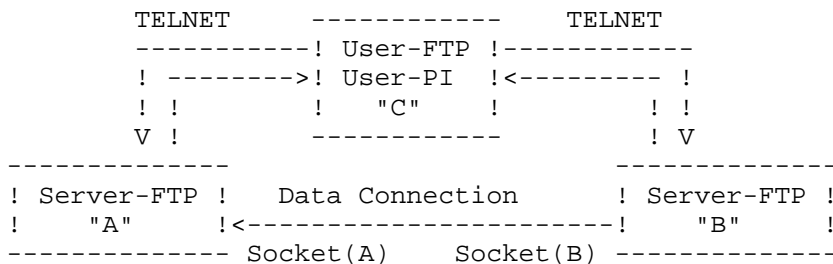 TELNET ------------ TELNET
-----------! User-FTP !------------
! -------->! User-PI !<--------- !
! ! ! "C" ! ! !
V ! ------------ ! V
-------------- --------------
! Server-FTP ! Data Connection ! Server-FTP !
! "A" !<-----------------------! "B" !
-------------- Socket(A) Socket(B) --------------